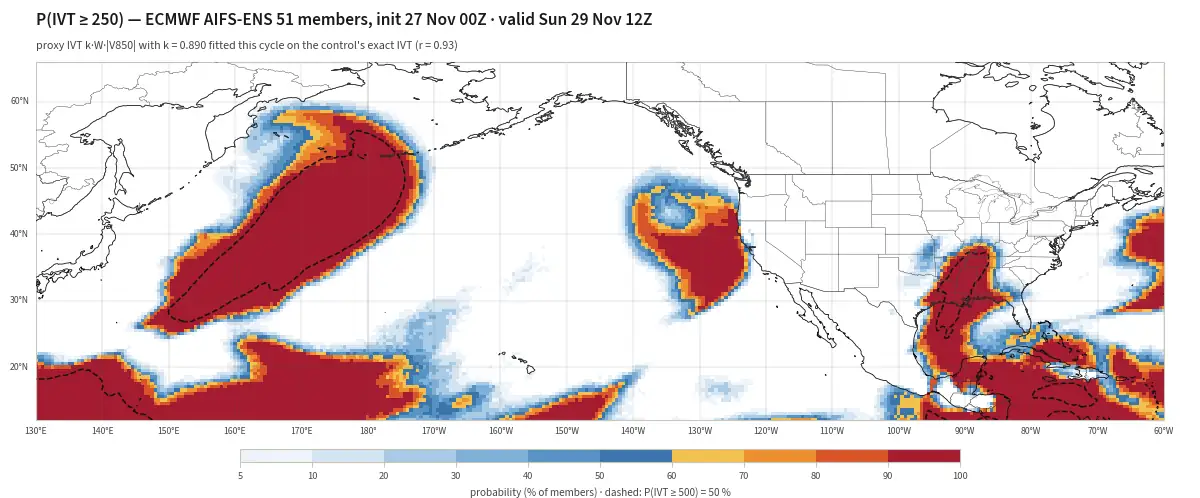 P(IVT ≥ 250) — ECMWF AIFS-ENS 51 members, init 27 Nov 00Z · valid Sun 29 Nov 12Z
proxy IVT k·W·|V850| with k = 0.890 fitted this cycle on the control's exact IVT (r = 0.93)
60°N
50°N
40°N
30°N
20°N
130°E 140°E 150°E 160°E 170°E 180° 170°W 160°W 150°W 140°W 130°W 120°W 110°W 100°W 90°W 80°W 70°W 60°W
5 10 20 30 40 50 60 70 80 90 100
probability (% of members) · dashed: P(IVT ≥ 500) = 50 %